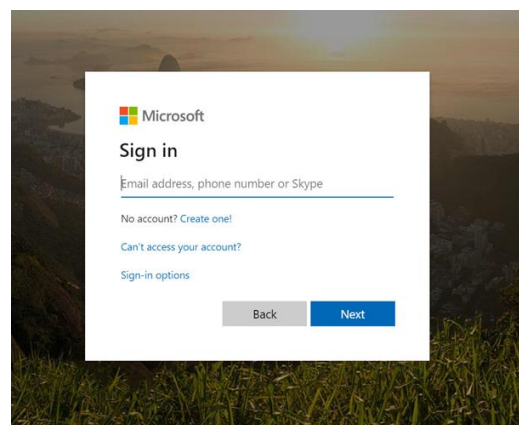 Microsoft
Sign in
Email address, phone number or Skype
No account? Create one!
Can't access your account?
Sign-in options
Back Next